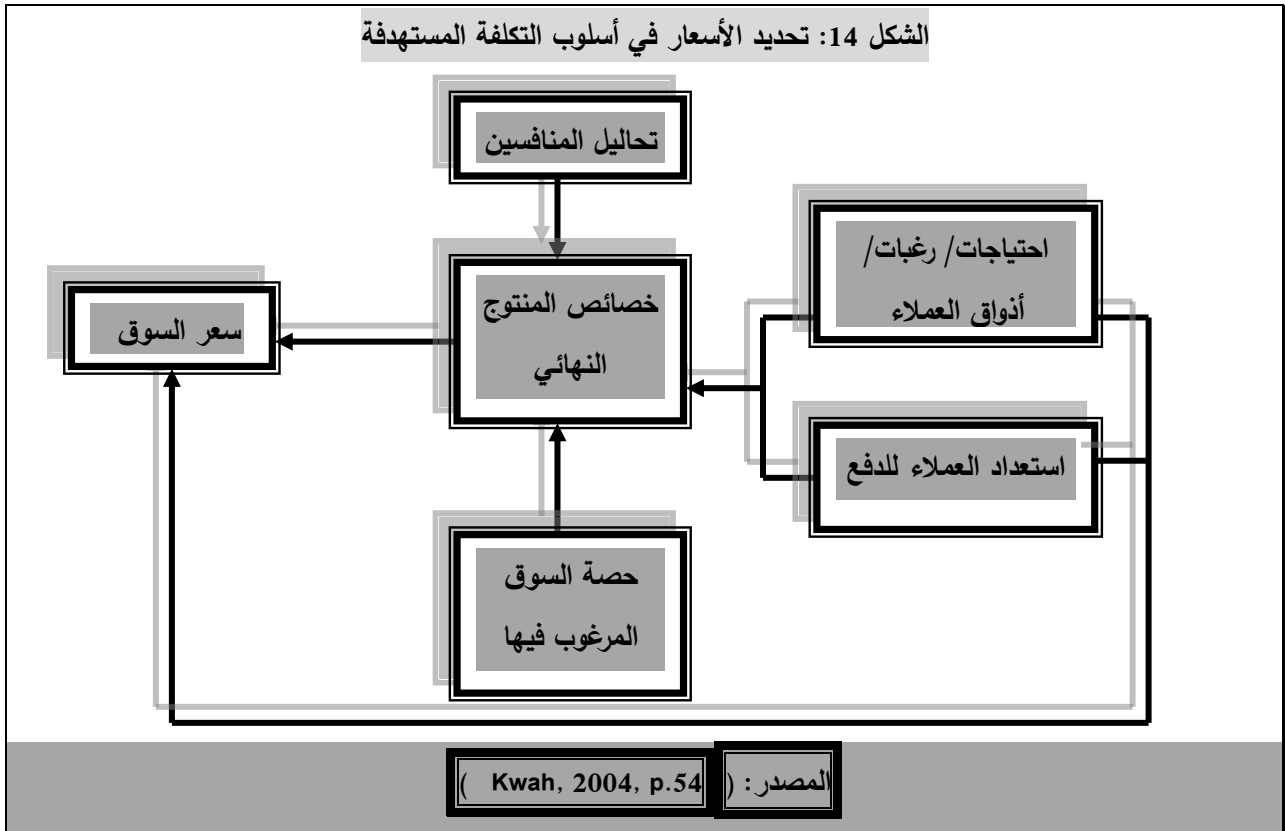 الشكل 14: تحديد الأسعار في أسلوب التكلفة المستهدفة
تحاليل المنافسين
احتياجات/ رغبات/
أذواق العملاء
خصائص المنتوج
النهائي
سعر السوق
استعداد العملاء للدفع
حصة السوق
المرغوب فيها
المصدر: ( Kwah, 2004, p.54 )